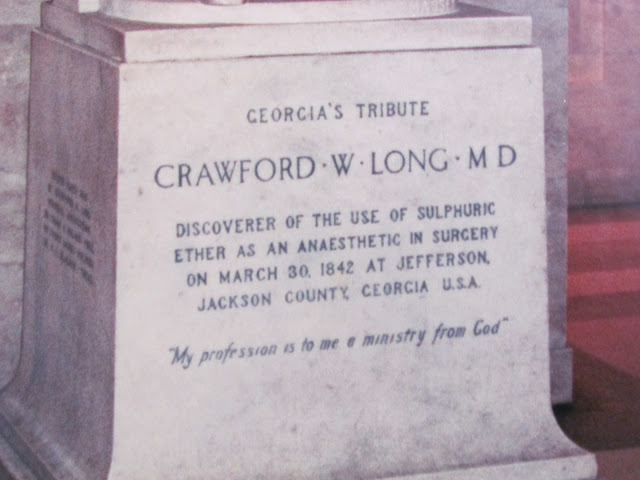 GEORGIA'S TRIBUTE
CRAWFORD · W · LONG · M D
DISCOVERER OF THE USE OF SULPHURIC
ETHER AS AN ANAESTHETIC IN SURGERY
ON MARCH 30, 1842 AT JEFFERSON,
JACKSON COUNTY, GEORGIA U.S.A.
"My profession is to me a ministry from God"